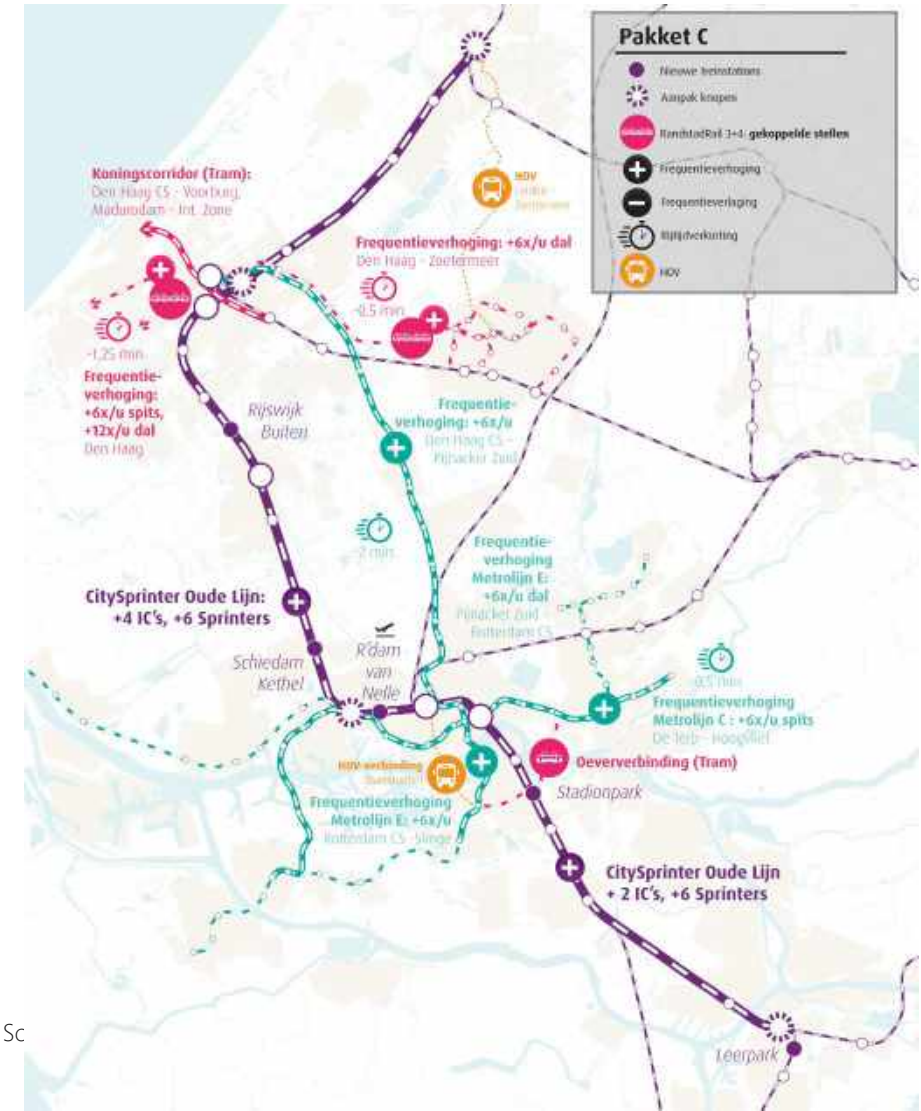 Pakket C
Nieuwe treinstations
Aanpak knopen
RandstadRail 3+4: gekoppelde stellen
Frequentieverhoging
Frequentieverlaging
Rijtijdverkorting
HOV
Koningscorridor (Tram):
Den Haag CS - Voorburg,
Madurodam - Int. Zone
HOV
Zoetermeer
Frequentieverhoging: +6x/u dal
Den Haag - Zoetermeer
-0,5 min
-1,25 min
Frequentie-
verhoging:
+6x/u spits,
+12x/u dal
Den Haag
Rijswijk
Buiten
Frequentie-
verhoging: +6x/u
Den Haag CS -
Pijnacker Zuid
-2 min
Frequentie-
verhoging
Metrolijn E:
+6x/u dal
Pijnacker Zuid -
Rotterdam CS
CitySprinter Oude Lijn:
+4 IC's, +6 Sprinters
Schiedam
Kethel
R'dam
van
Nelle
-0,5 min
Frequentieverhoging
Metrolijn C : +6x/u spits
De Terp - Hoogvliet
HOV-verbinding
Oeververbinding (Tram)
Stadionpark
Frequentieverhoging
Metrolijn E: +6x/u
Rotterdam CS - Slinge
CitySprinter Oude Lijn
+ 2 IC's, +6 Sprinters
Sc
Leerpark